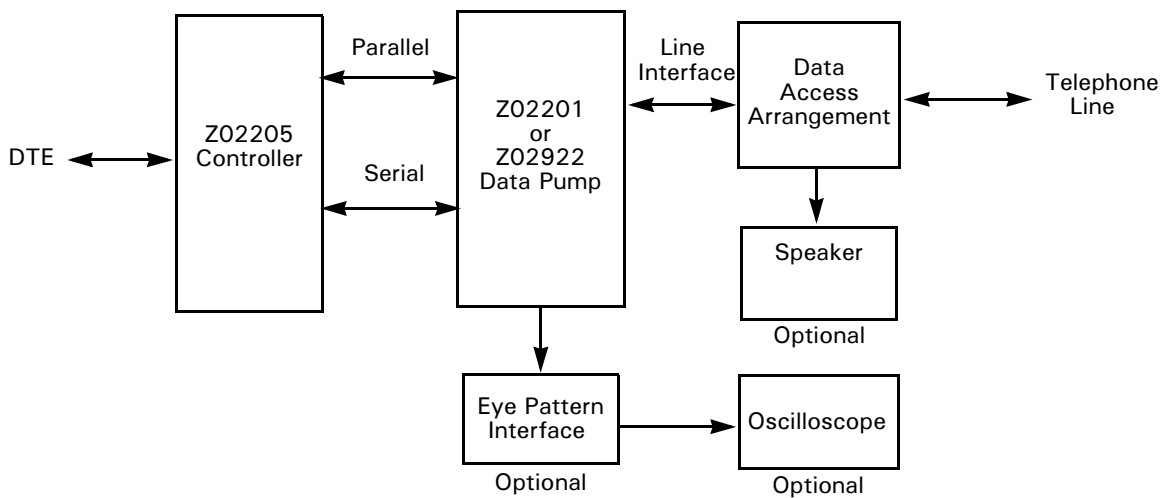 DTE
Z02205
Controller
Parallel
Serial
Z02201
or
Z02922
Data Pump
Line
Interface
Data
Access
Arrangement
Telephone
Line
Speaker
Optional
Eye Pattern
Interface
Optional
Oscilloscope
Optional